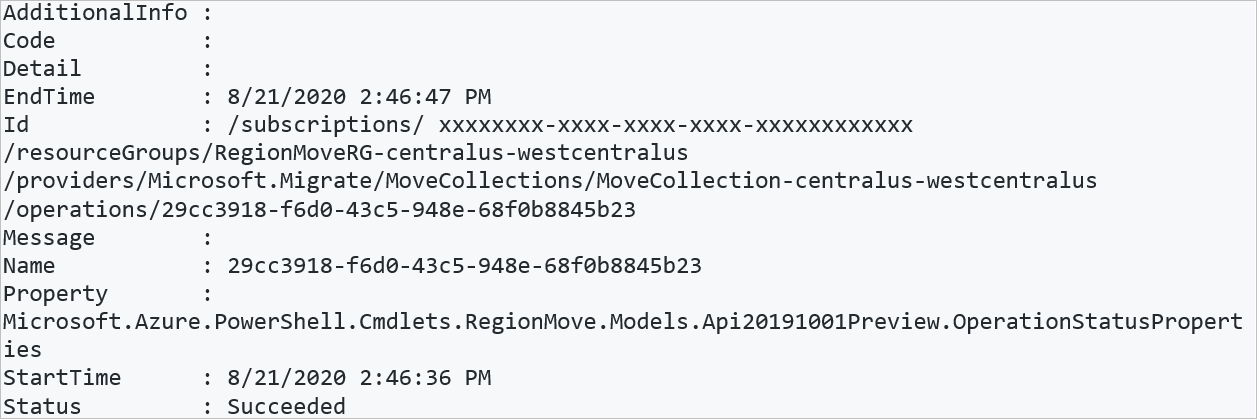 AdditionalInfo :
Code           :
Detail         :
EndTime        : 8/21/2020 2:46:47 PM
Id             : /subscriptions/ xxxxxxxx-xxxx-xxxx-xxxx-xxxxxxxxxxxx
/resourceGroups/RegionMoveRG-centralus-westcentralus
/providers/Microsoft.Migrate/MoveCollections/MoveCollection-centralus-westcentralus
/operations/29cc3918-f6d0-43c5-948e-68f0b8845b23
Message        :
Name           : 29cc3918-f6d0-43c5-948e-68f0b8845b23
Property       :
Microsoft.Azure.PowerShell.Cmdlets.RegionMove.Models.Api20191001Preview.OperationStatusPropert
ies
StartTime      : 8/21/2020 2:46:36 PM
Status         : Succeeded